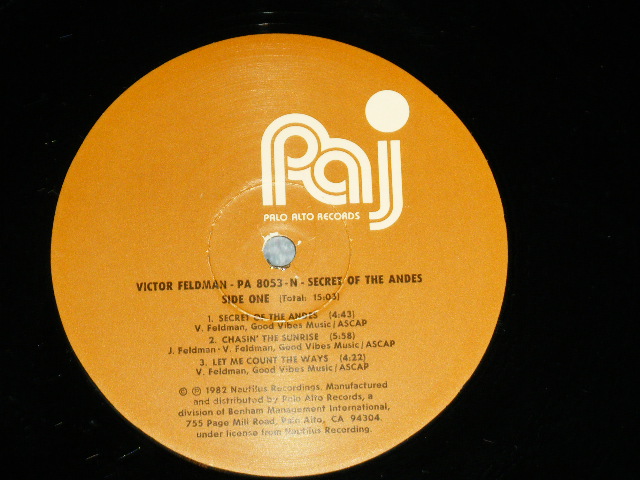 Paj
PALO ALTO RECORDS
VICTOR FELDMAN - PA 8053-N - SECRET OF THE ANDES
SIDE ONE (Total: 15:03)
1. SECRET OF THE ANDES (4:43)
V. Feldman, Good Vibes Music/ASCAP
2. CHASIN' THE SUNRISE (5:58)
J. Feldman - V. Feldman, Good Vibes Music/ASCAP
3. LET ME COUNT THE WAYS (4:22)
V. Feldman, Good Vibes Music/ASCAP
© ℗ 1982 Nautilus Recordings. Manufactured
and distributed by Palo Alto Records, a
division of Benham Management International,
755 Page Mill Road, Palo Alto, CA 94304.
under license from Nautilus Recording.